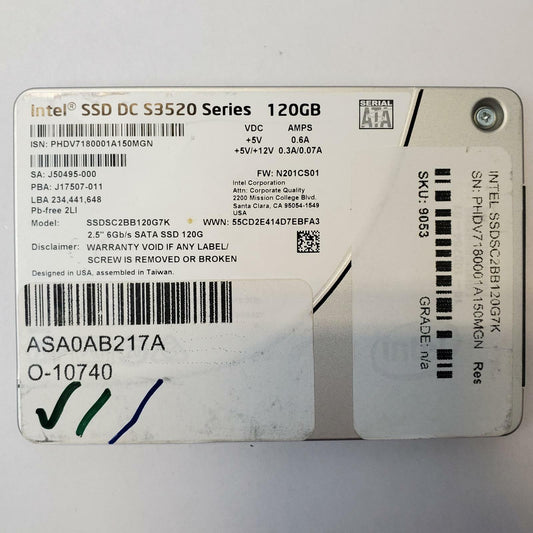 intel® SSD DC S3520 Series 120GB
SERIAL
ATA
VDC AMPS
+5V 0.6A
+5V/+12V 0.3A/0.07A
ISN: PHDV7180001A150MGN
SA: J50495-000
PBA: J17507-011
LBA 234,441,648
Pb-free 2LI
FW: N201CS01
Intel Corporation
Attn: Corporate Quality
2200 Mission College Blvd.
Santa Clara, CA 95054-1549
USA
Model: SSDSC2BB120G7K WWN: 55CD2E414D7EBFA3
2.5" 6Gb/s SATA SSD 120G
Disclaimer: WARRANTY VOID IF ANY LABEL/
SCREW IS REMOVED OR BROKEN
Designed in USA, assembled in Taiwan.
ASA0AB217A
O-10740
INTEL SSDSC2BB120G7K
SN: PHDV7180001A150MGN Res
SKU: 9053 GRADE: n/a